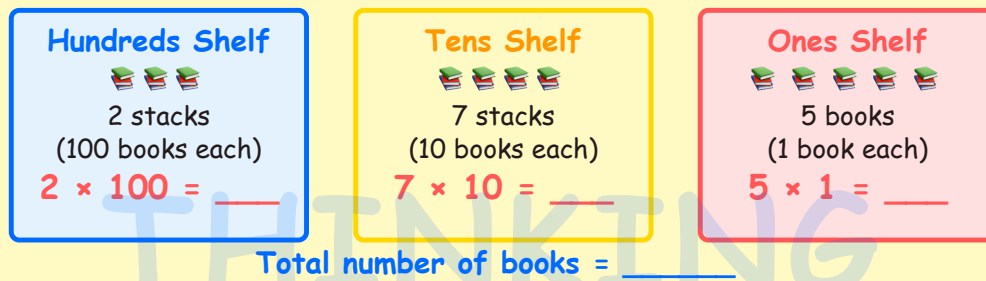 Hundreds Shelf
2 stacks
(100 books each)
2 × 100 = ___
Tens Shelf
7 stacks
(10 books each)
7 × 10 = ___
Ones Shelf
5 books
(1 book each)
5 × 1 = ___
THINKING
Total number of books = ______